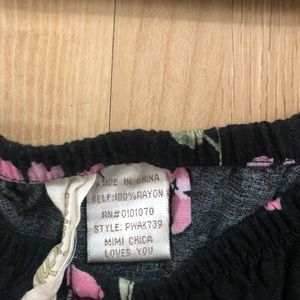 MADE IN CHINA
SELF: 100% RAYON
RN#0101070
STYLE: PWAK739
MIMI CHICA
LOVES YOU